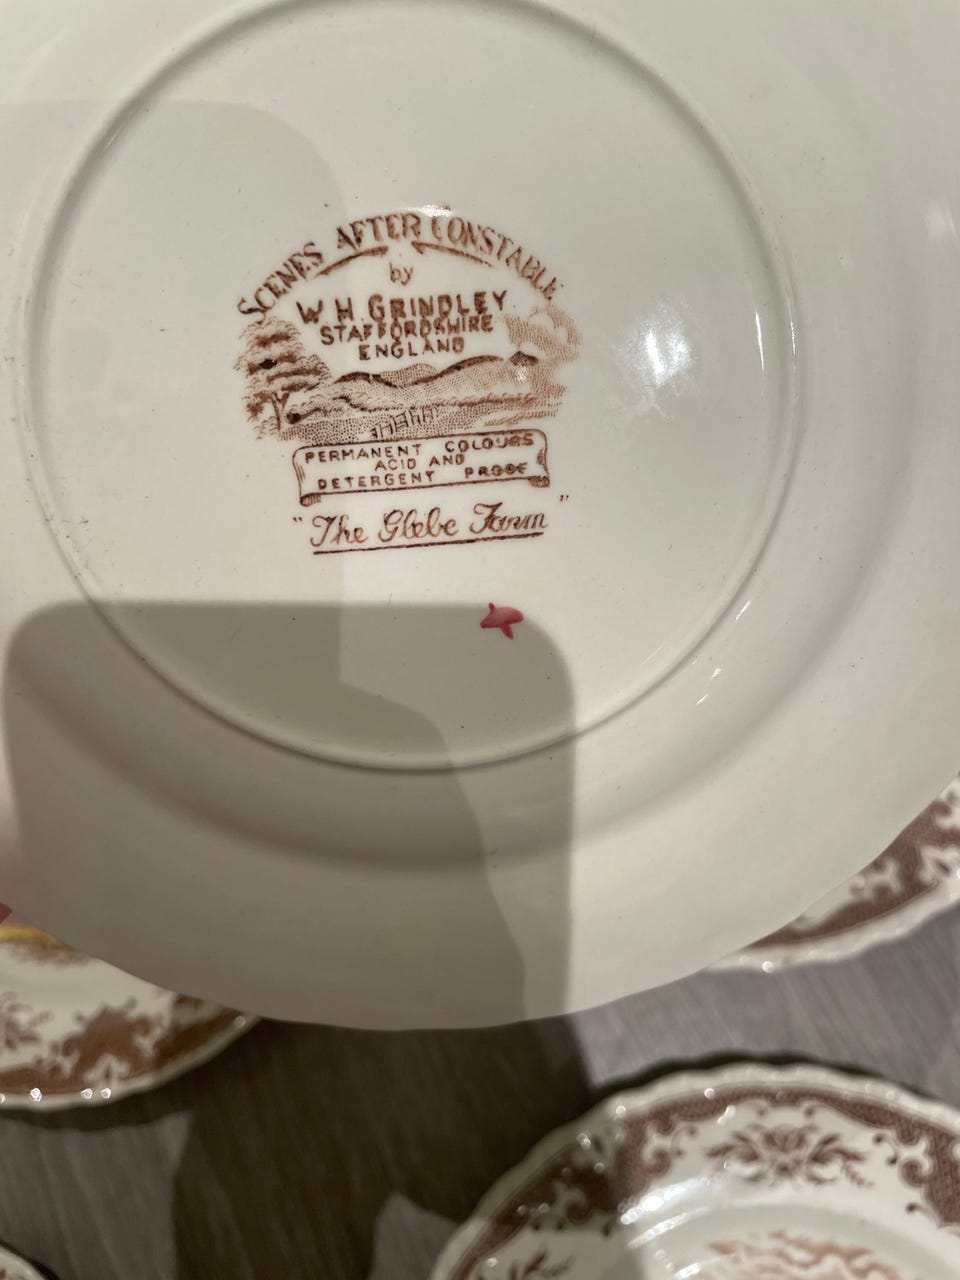 SCENES AFTER CONSTABLE
by
W H GRINDLEY
STAFFORDSHIRE
ENGLAND
PERMANENT COLOURS
ACID AND
DETERGENT PROOF
"The Glebe Farm"